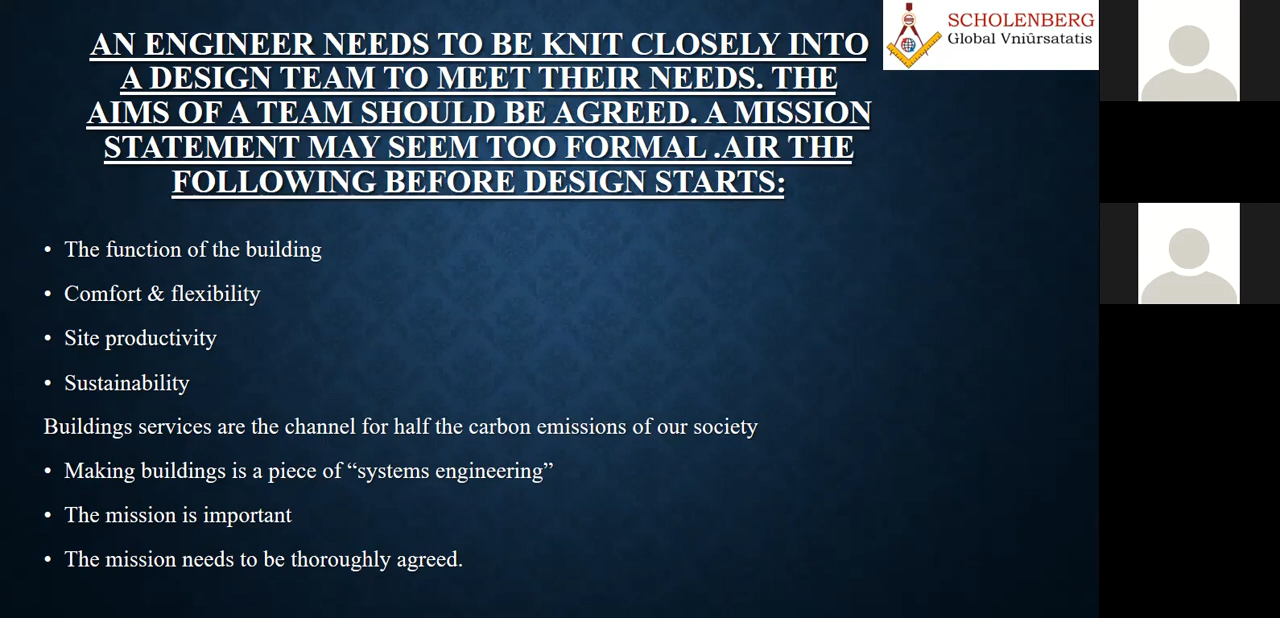 AN ENGINEER NEEDS TO BE KNIT CLOSELY INTO
A DESIGN TEAM TO MEET THEIR NEEDS. THE
AIMS OF A TEAM SHOULD BE AGREED. A MISSION
STATEMENT MAY SEEM TOO FORMAL .AIR THE
FOLLOWING BEFORE DESIGN STARTS:
SCHOLENBERG
Global Vniūrsatatis
• The function of the building
• Comfort & flexibility
• Site productivity
• Sustainability
Buildings services are the channel for half the carbon emissions of our society
• Making buildings is a piece of “systems engineering”
• The mission is important
• The mission needs to be thoroughly agreed.